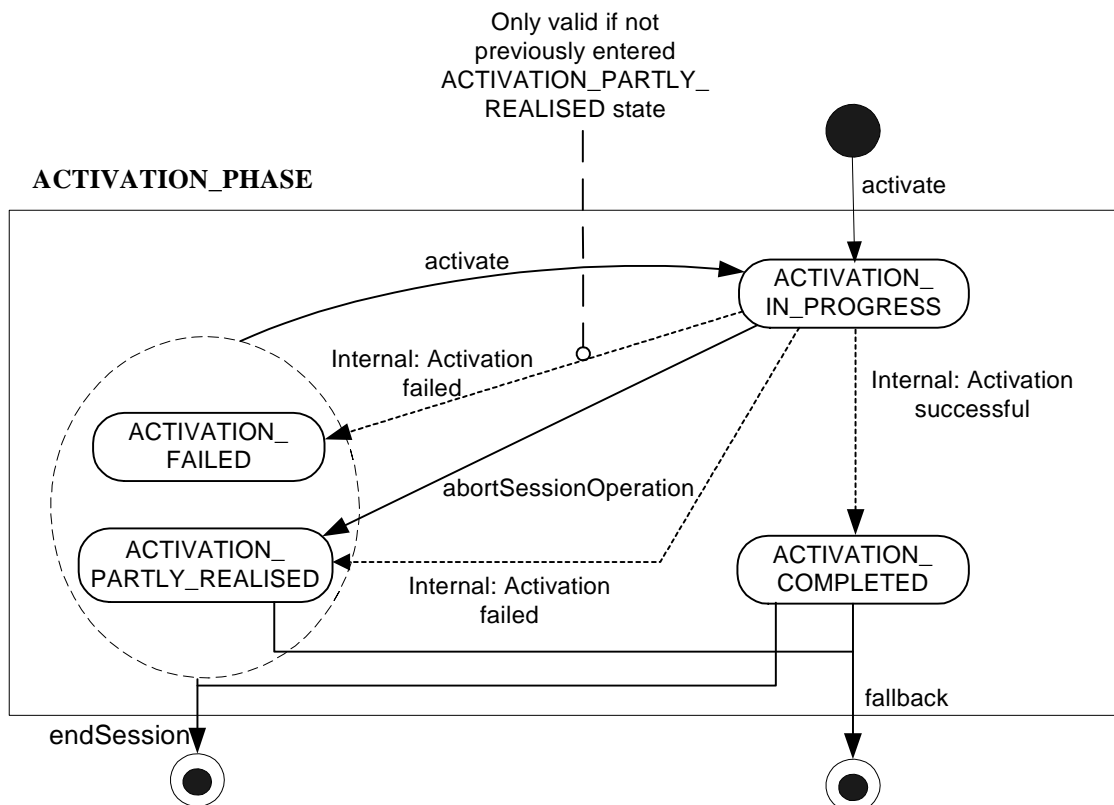 Only valid if not
previously entered
ACTIVATION_PARTLY_
REALISED state
ACTIVATION_PHASE
activate
activate
ACTIVATION_
IN_PROGRESS
Internal: Activation
failed
Internal: Activation
successful
ACTIVATION_
FAILED
abortSessionOperation
ACTIVATION_
PARTLY_REALISED
ACTIVATION_
COMPLETED
Internal: Activation
failed
fallback
endSession